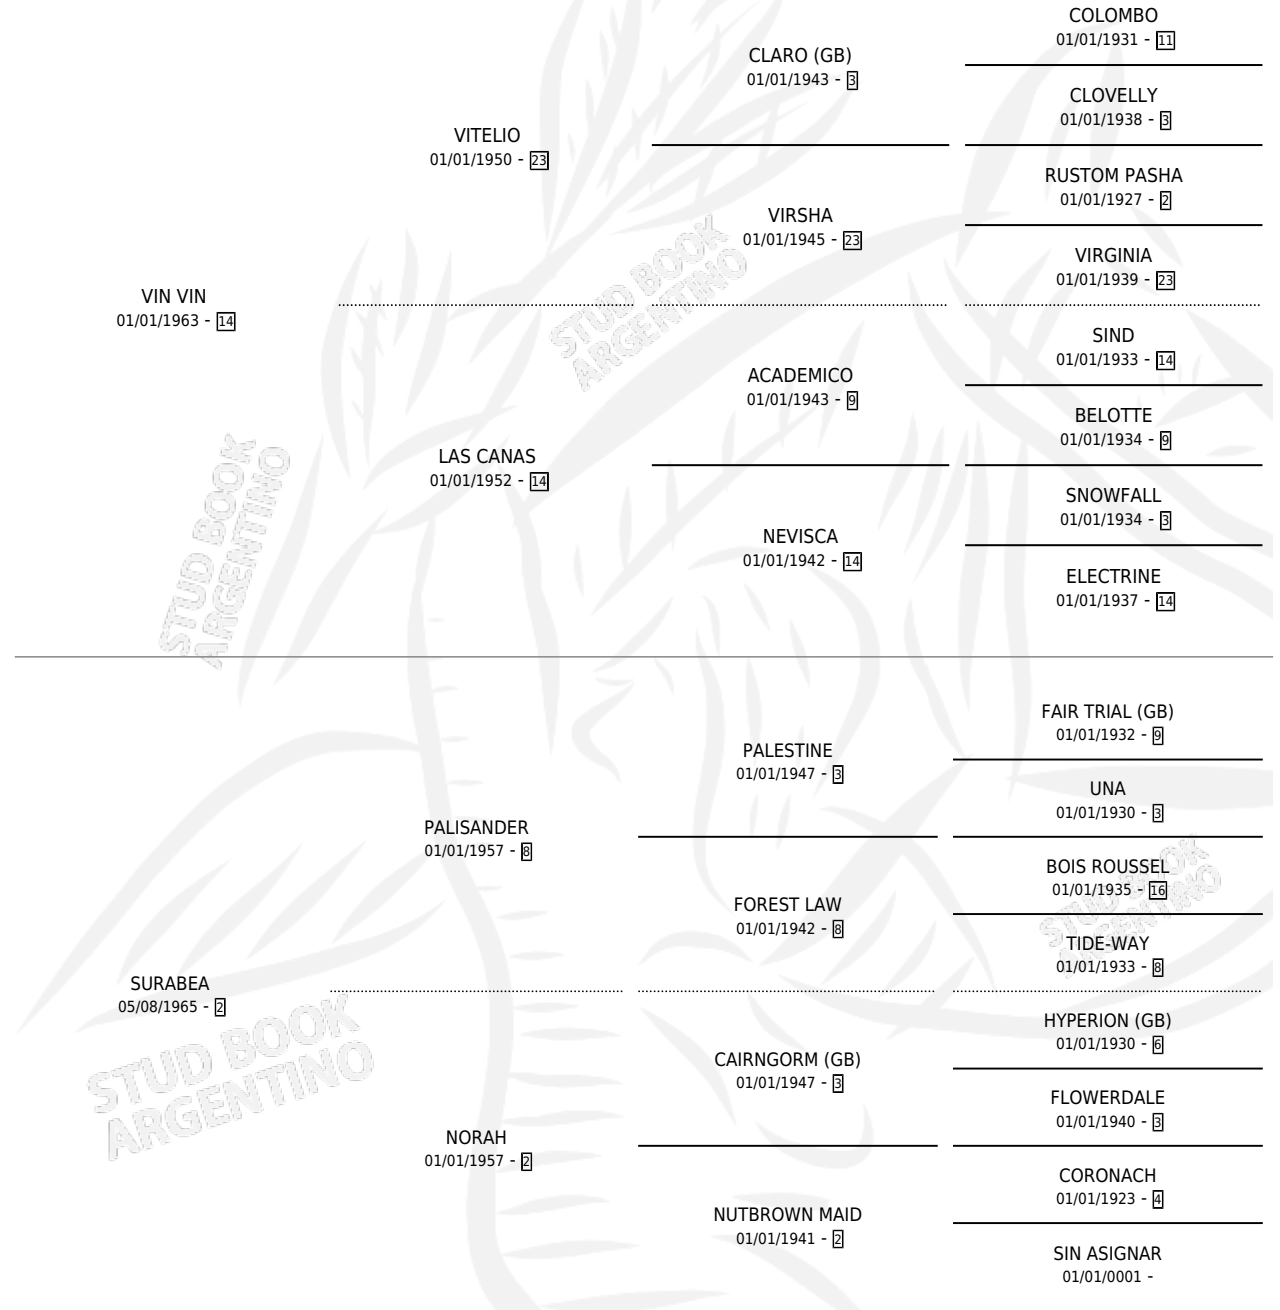 COLOMBO
01/01/1931 - 11
CLARO (GB)
01/01/1943 - 3
CLOVELLY
01/01/1938 - 3
VITELIO
01/01/1950 - 23
RUSTOM PASHA
01/01/1927 - 2
VIRSHA
01/01/1945 - 23
VIRGINIA
01/01/1939 - 23
VIN VIN
01/01/1963 - 14
SIND
01/01/1933 - 14
ACADEMICO
01/01/1943 - 9
BELOTTE
01/01/1934 - 9
LAS CANAS
01/01/1952 - 14
SNOWFALL
01/01/1934 - 3
NEVISCA
01/01/1942 - 14
ELECTRINE
01/01/1937 - 14
STUD BOOK
ARGENTINO
STUD BOOK
ARGENTINO
FAIR TRIAL (GB)
01/01/1932 - 9
PALESTINE
01/01/1947 - 3
UNA
01/01/1930 - 3
PALISANDER
01/01/1957 - 8
BOIS ROUSSEL
01/01/1935 - 16
FOREST LAW
01/01/1942 - 8
TIDE-WAY
01/01/1933 - 8
SURABEA
05/08/1965 - 2
HYPERION (GB)
01/01/1930 - 6
CAIRNGORM (GB)
01/01/1947 - 3
FLOWERDALE
01/01/1940 - 3
NORAH
01/01/1957 - 2
CORONACH
01/01/1923 - 4
NUTBROWN MAID
01/01/1941 - 2
SIN ASIGNAR
01/01/0001 -
STUD BOOK
ARGENTINO
STUD BOOK
ARGENTINO